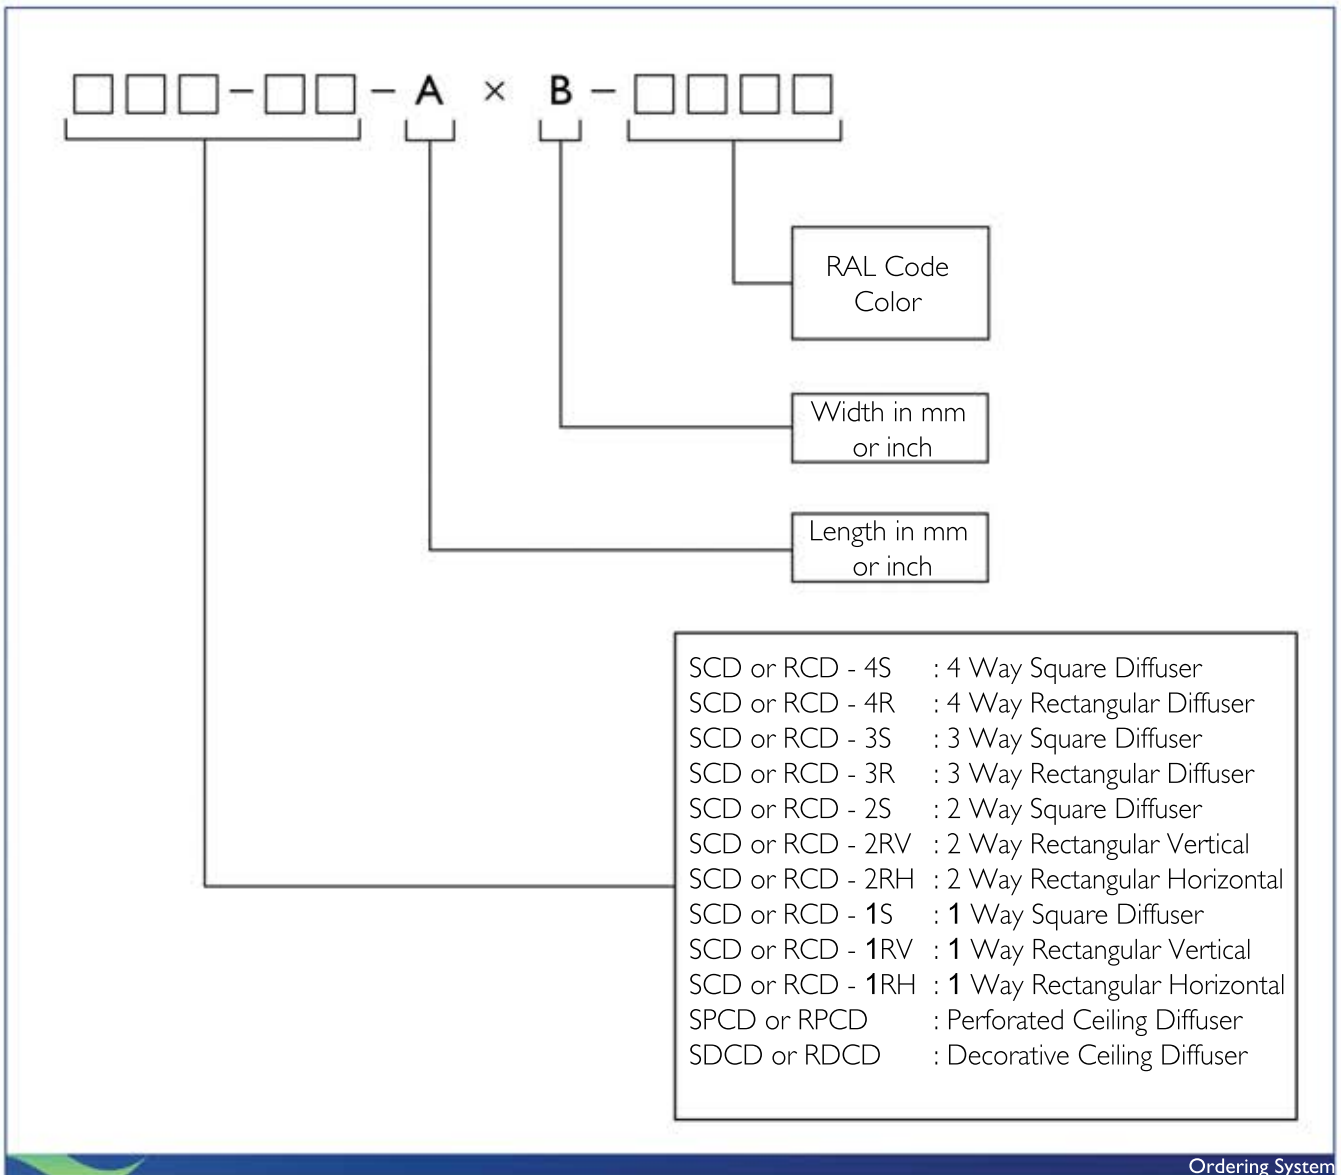 □□□-□□-A × B-□□□□
RAL Code
Color
Width in mm
or inch
Length in mm
or inch
SCD or RCD - 4S : 4 Way Square Diffuser
SCD or RCD - 4R : 4 Way Rectangular Diffuser
SCD or RCD - 3S : 3 Way Square Diffuser
SCD or RCD - 3R : 3 Way Rectangular Diffuser
SCD or RCD - 2S : 2 Way Square Diffuser
SCD or RCD - 2RV : 2 Way Rectangular Vertical
SCD or RCD - 2RH : 2 Way Rectangular Horizontal
SCD or RCD - 1S : 1 Way Square Diffuser
SCD or RCD - 1RV : 1 Way Rectangular Vertical
SCD or RCD - 1RH : 1 Way Rectangular Horizontal
SPCD or RPCD : Perforated Ceiling Diffuser
SDCD or RDCD : Decorative Ceiling Diffuser
Ordering System